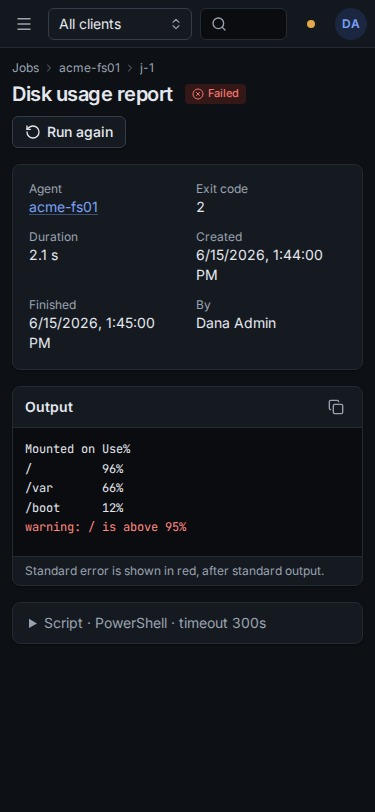 All clients
DA
Jobs > acme-fs01 > j-1
Disk usage report
Failed
Run again
Agent
acme-fs01
Exit code
2
Duration
2.1 s
Created
6/15/2026, 1:44:00
PM
Finished
6/15/2026, 1:45:00
PM
By
Dana Admin
Output
Mounted on Use%
/ 96%
/var 66%
/boot 12%
warning: / is above 95%
Standard error is shown in red, after standard output.
Script · PowerShell · timeout 300s